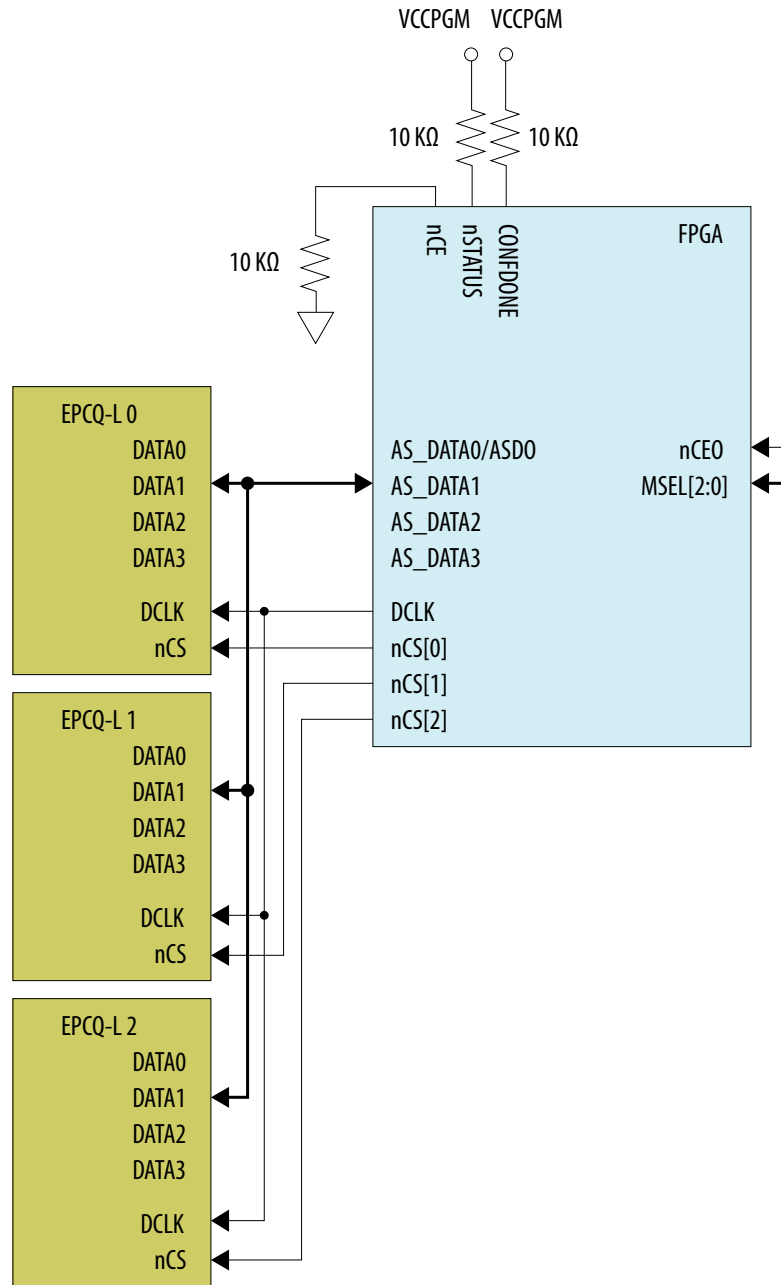 VCCPGM VCCPGM
10 KΩ 10 KΩ
10 KΩ
nCE
nSTATUS
CONFDONE
FPGA
EPCQ-L 0
DATA0
DATA1
DATA2
DATA3
DCLK
nCS
AS_DATA0/ASDO
AS_DATA1
AS_DATA2
AS_DATA3
DCLK
nCS[0]
nCS[1]
nCS[2]
nCEO
MSEL[2:0]
EPCQ-L 1
DATA0
DATA1
DATA2
DATA3
DCLK
nCS
EPCQ-L 2
DATA0
DATA1
DATA2
DATA3
DCLK
nCS